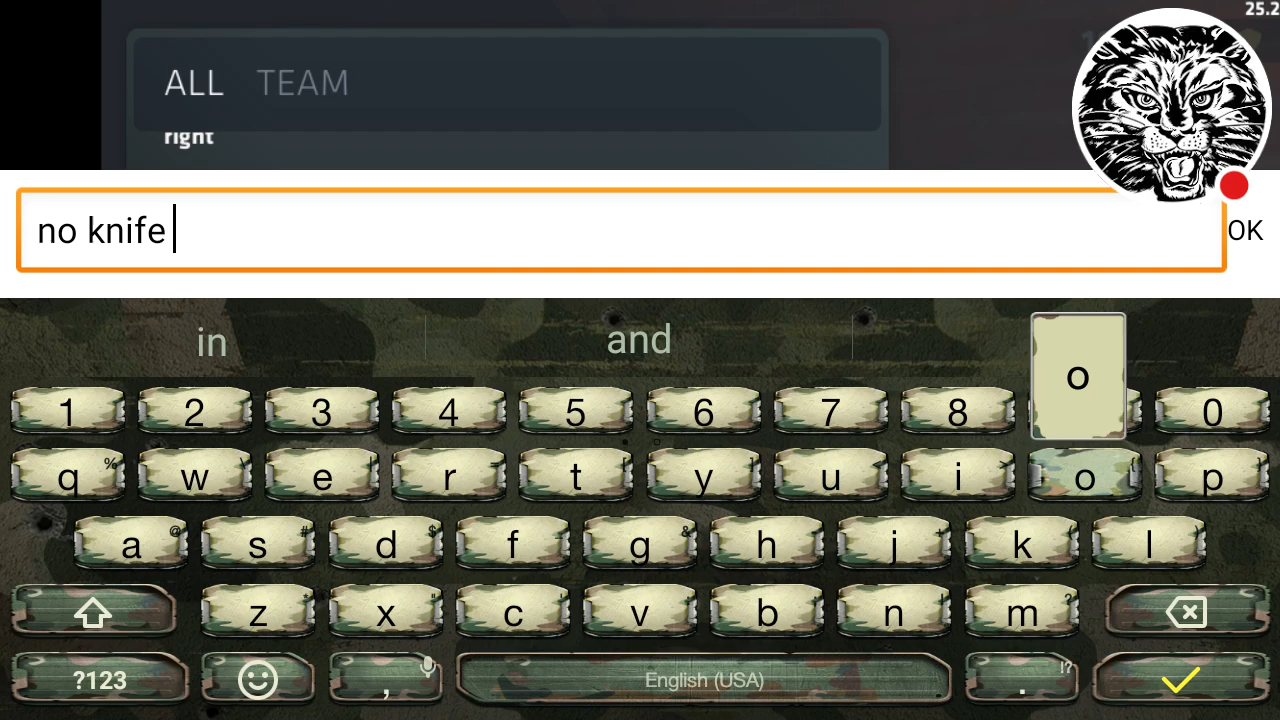 25.2
ALL TEAM
right
no knife
OK
in and
o
1 2 3 4 5 6 7 8 0
q % w e r t y u i o p
a @ s # d $ f g & h j k l
z x c v b n m ?
?123 , English (USA) . !?